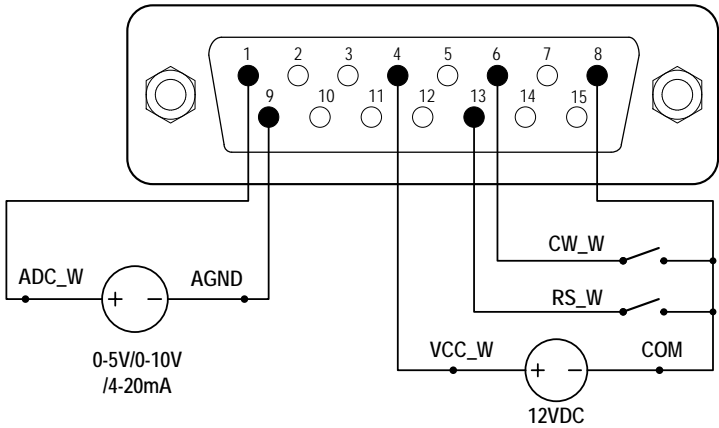 1 2 3 4 5 6 7 8
9 10 11 12 13 14 15
CW_W
ADC_W + − AGND
RS_W
0-5V/0-10V
/4-20mA
VCC_W + − COM
12VDC